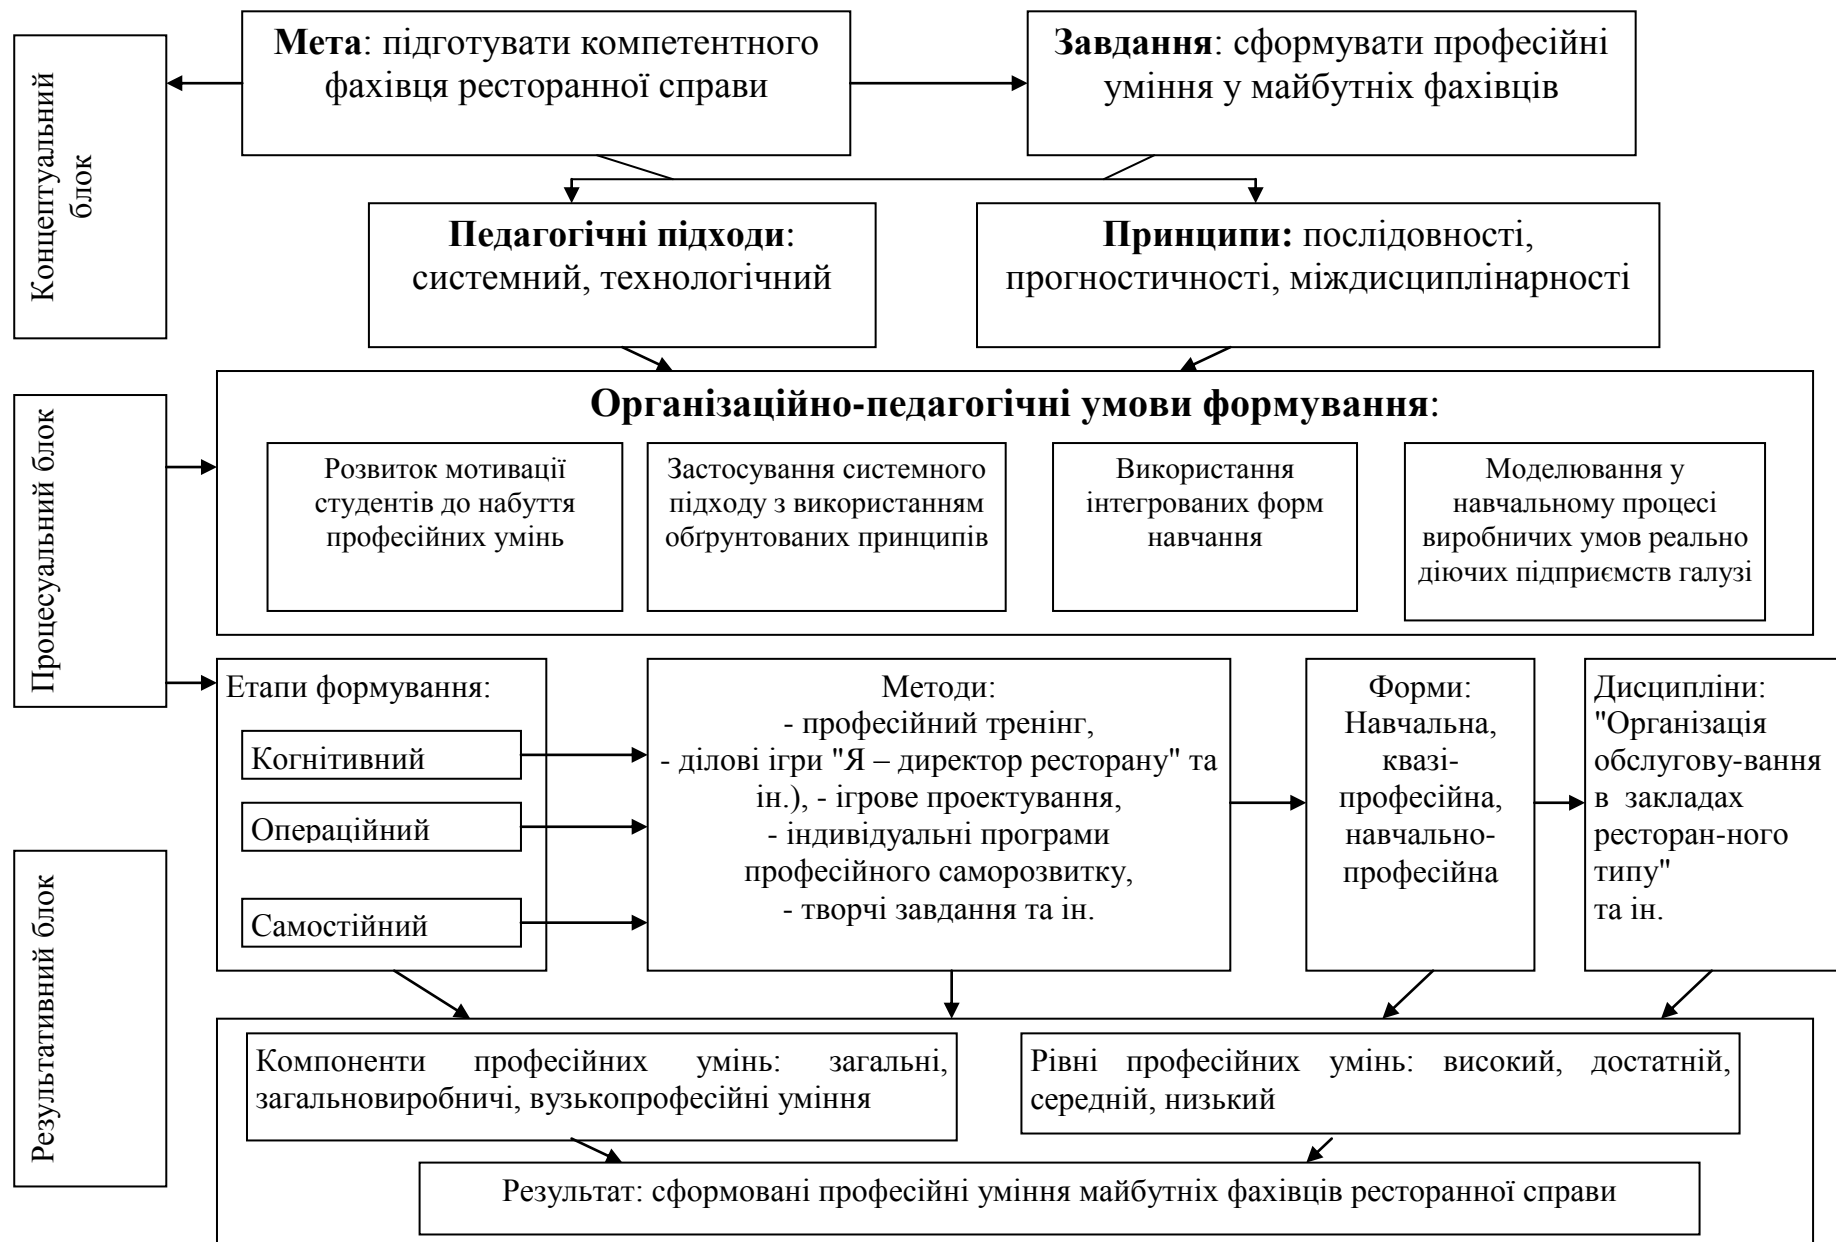 Концептуальний
блок
Мета: підготувати компетентного
фахівця ресторанної справи
Завдання: сформувати професійні
уміння у майбутніх фахівців
Педагогічні підходи:
системний, технологічний
Принципи: послідовності,
прогностичності, міждисциплінарності
Процесуальний блок
Організаційно-педагогічні умови формування:
Розвиток мотивації
студентів до набуття
професійних умінь
Застосування системного
підходу з використанням
обґрунтованих принципів
Використання
інтегрованих форм
навчання
Моделювання у
навчальному процесі
виробничих умов реально
діючих підприємств галузі
Етапи формування:
Когнітивний
Операційний
Самостійний
Методи:
- професійний тренінг,
- ділові ігри "Я – директор ресторану" та
ін.), - ігрове проектування,
- індивідуальні програми
професійного саморозвитку,
- творчі завдання та ін.
Форми:
Навчальна,
квазі-
професійна,
навчально-
професійна
Дисципліни:
"Організація
обслугову-вання
в закладах
ресторан-ного
типу"
та ін.
Результативний блок
Компоненти професійних умінь: загальні,
загальновиробничі, вузькопрофесійні уміння
Рівні професійних умінь: високий, достатній,
середній, низький
Результат: сформовані професійні уміння майбутніх фахівців ресторанної справи